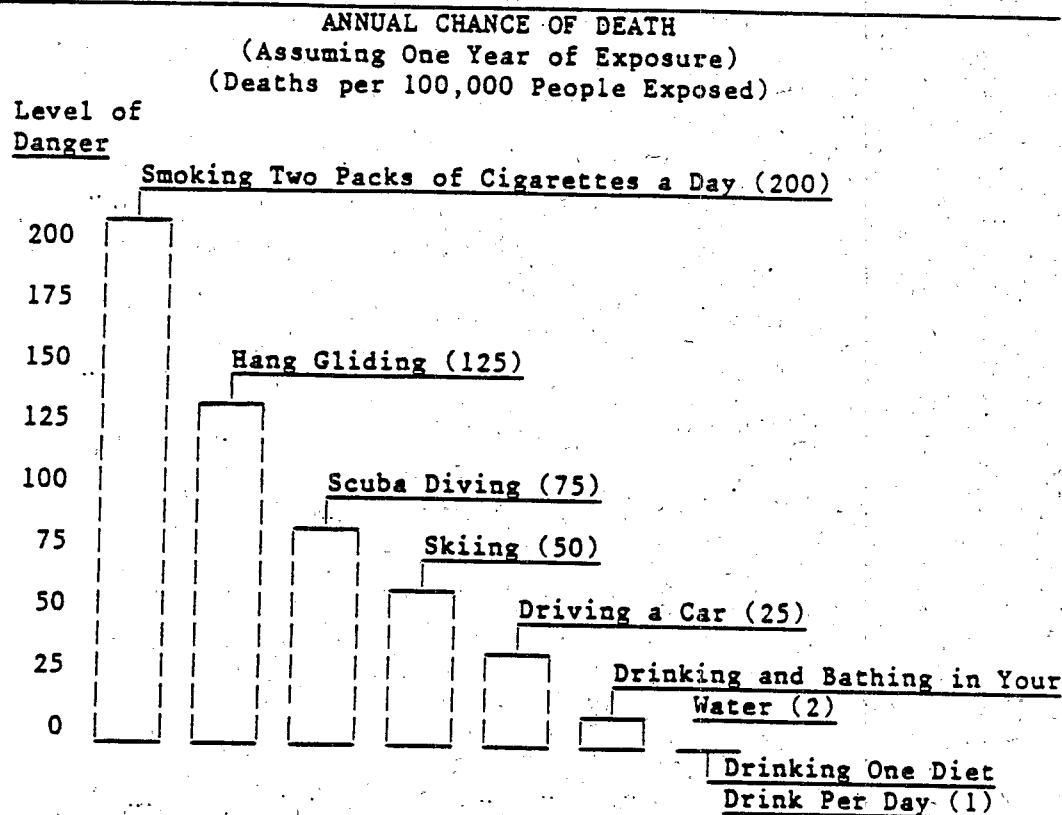 ANNUAL CHANCE OF DEATH
(Assuming One Year of Exposure)
(Deaths per 100,000 People Exposed)
Level of
Danger
Smoking Two Packs of Cigarettes a Day (200)
200
175
150
Hang Gliding (125)
125
100
Scuba Diving (75)
75
Skiing (50)
50
Driving a Car (25)
25
Drinking and Bathing in Your
Water (2)
0
Drinking One Diet
Drink Per Day (1)